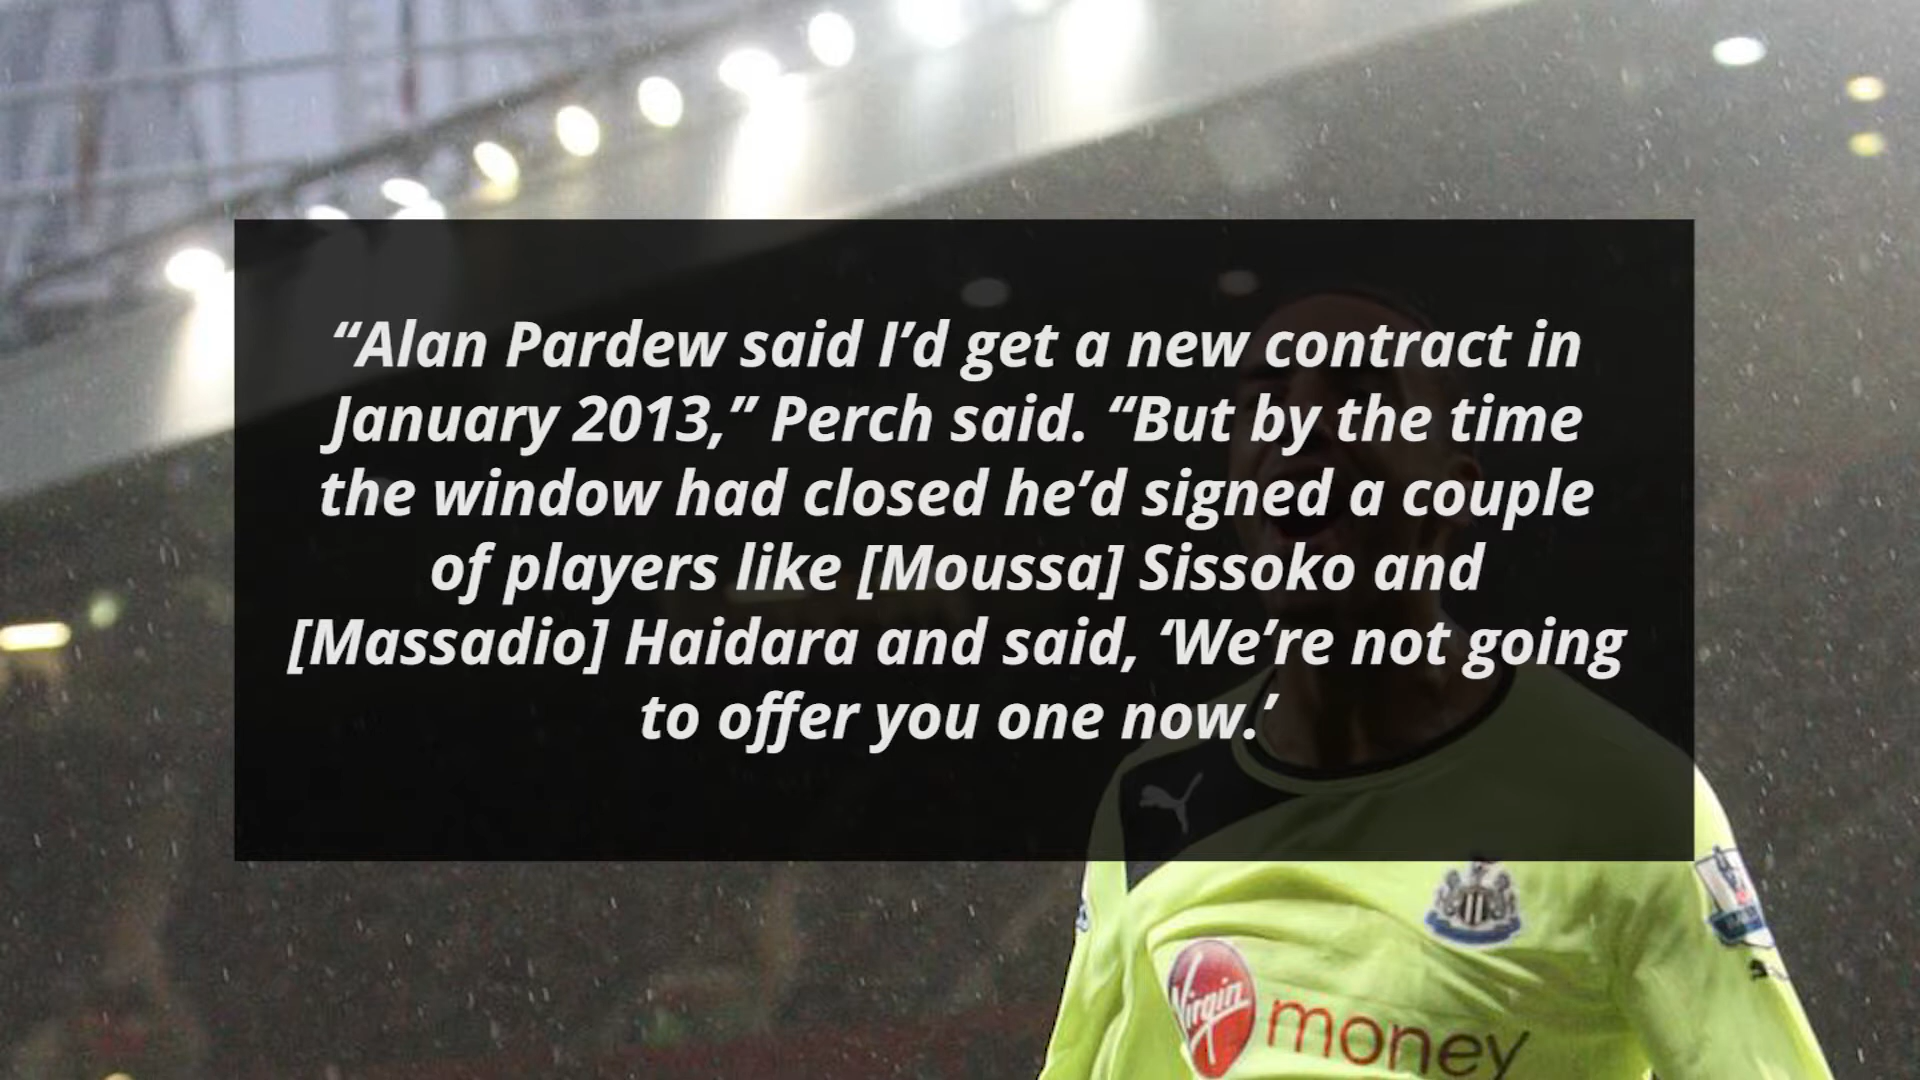 “Alan Pardew said I’d get a new contract in
January 2013,” Perch said. “But by the time
the window had closed he’d signed a couple
of players like [Moussa] Sissoko and
[Massadio] Haidara and said, ‘We’re not going
to offer you one now.’
Virgin money